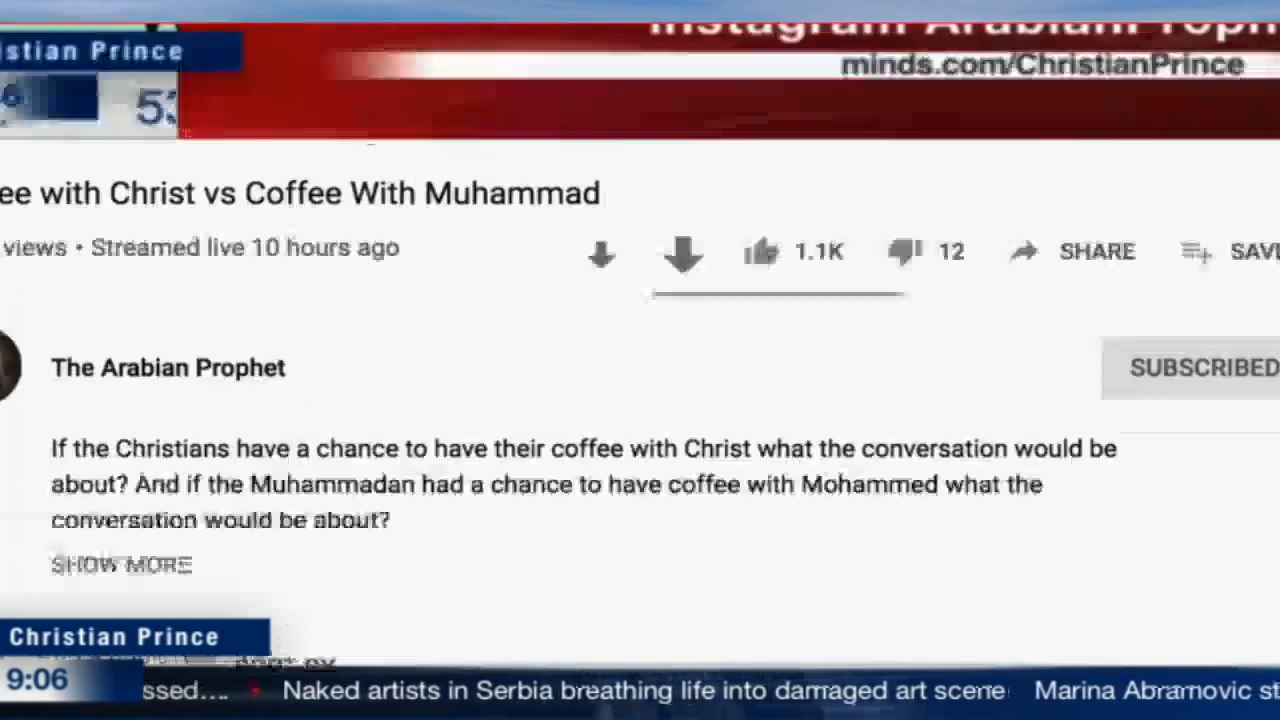 Instagram Arabian
stian Prince
minds.com/ChristianPrince
ee with Christ vs Coffee With Muhammad
views • Streamed live 10 hours ago
1.1K
12
SHARE
The Arabian Prophet
SUBSCRIBED
If the Christians have a chance to have their coffee with Christ what the conversation would be
about? And if the Muhammadan had a chance to have coffee with Mohammed what the
conversation would be about?
SHOW MORE
Christian Prince
9:06
ssed.... Naked artists in Serbia breathing life into damaged art scene Marina Abramovic st